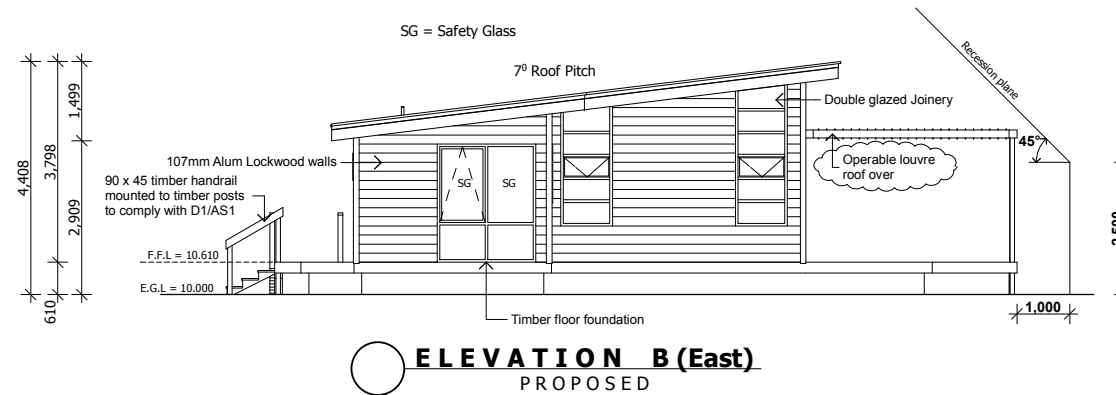 SG = Safety Glass
7⁰ Roof Pitch
Recession plane
Double glazed Joinery
45°
107mm Alum Lockwood walls
Operable louvre
roof over
90 x 45 timber handrail
mounted to timber posts
to comply with D1/AS1
SG
SG
1,499
3,798
4,408
2,909
610
F.F.L = 10.610
E.G.L = 10.000
1,000
Timber floor foundation
ELEVATION B (East)
PROPOSED